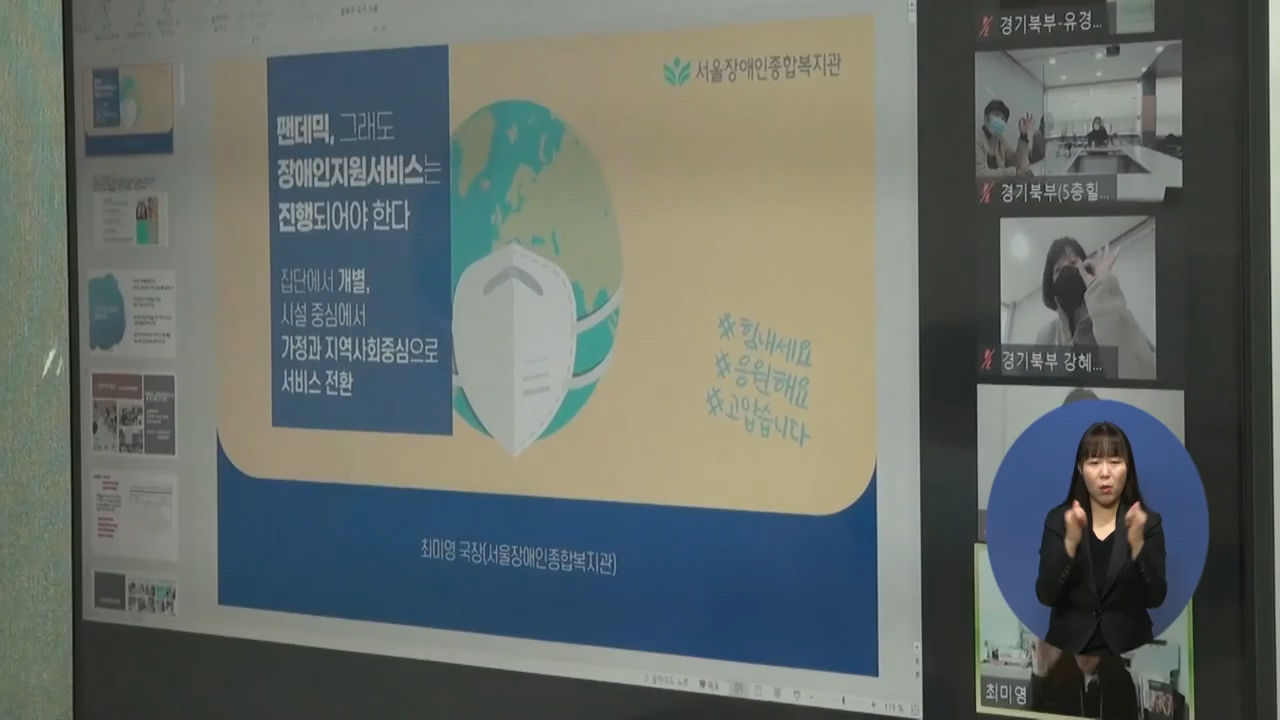 서울장애인종합복지관
팬데믹, 그래도
장애인지원서비스는
진행되어야 한다
집단에서 개별,
시설 중심에서
가정과 지역사회중심으로
서비스 전환
힘내세요
응원해요
고맙습니다
최미영 국장(서울장애인종합복지관)
경기북부-유경...
경기북부(5층힐...
경기북부 강혜...
최미영